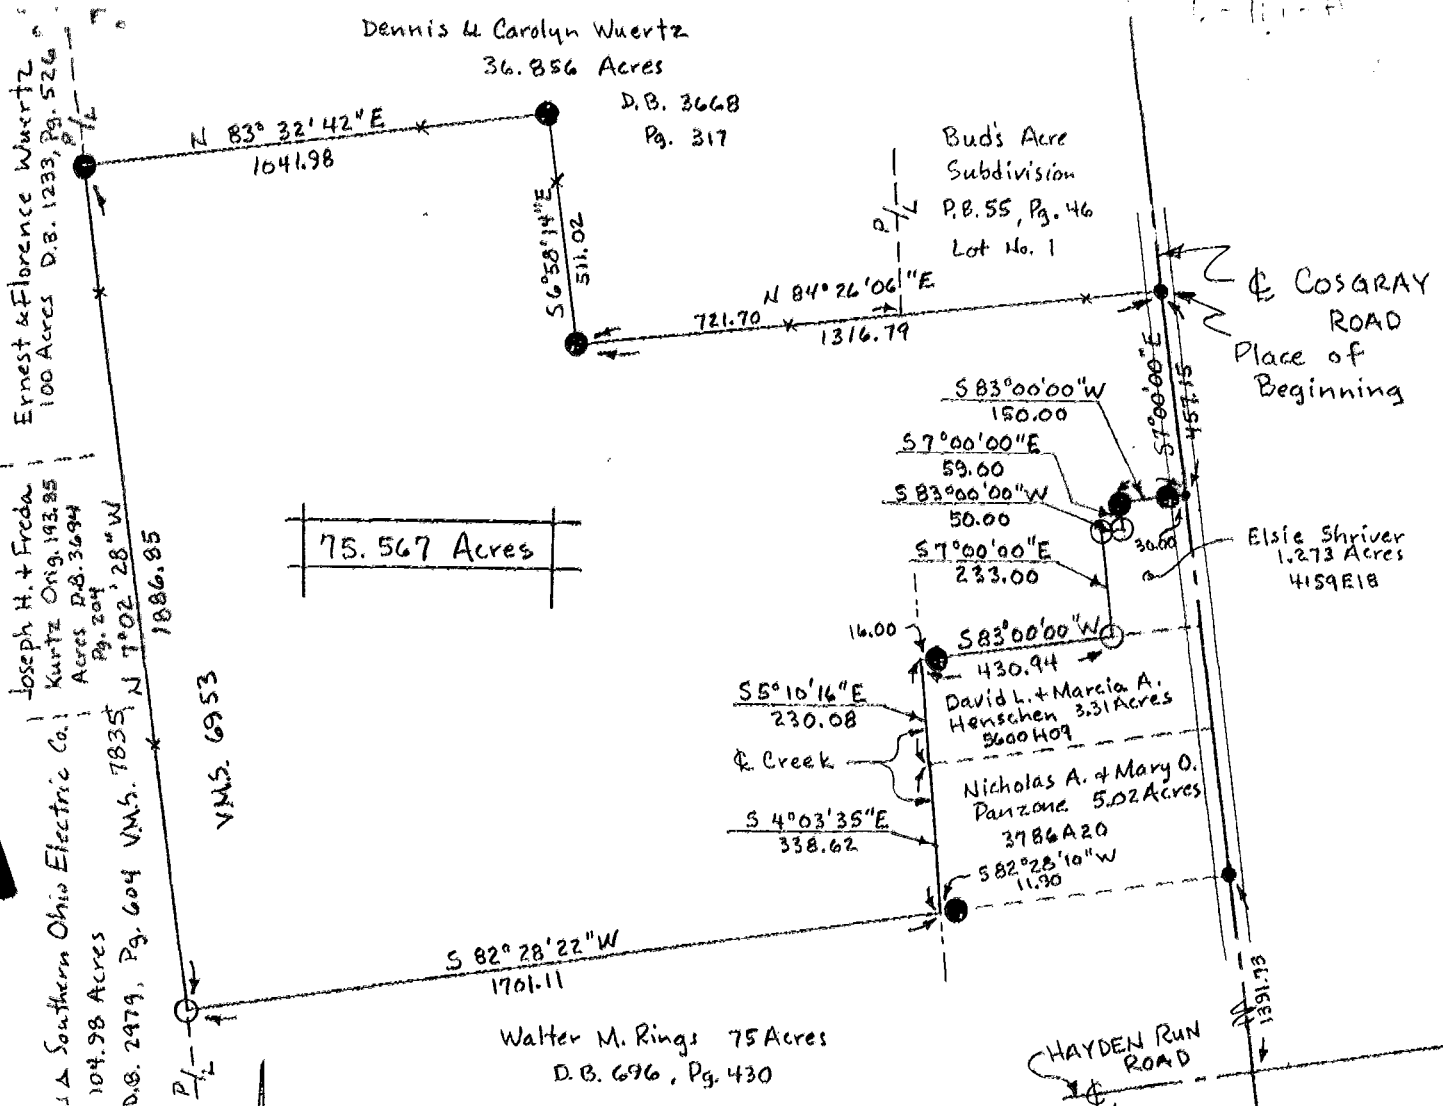 Dennis & Carolyn Wuertz
36.856 Acres
D.B. 3668
Pg. 317
Ernest & Florence Wuertz
100 Acres D.B. 1233, Pg. 526
P/L
N 83° 32' 42" E
1041.98
S 6° 58' 14" E
511.02
Bud's Acre
Subdivision
P.B. 55, Pg. 46
Lot No. 1
P/L
N 84° 26' 06" E
721.70
1316.79
℄ COSGRAY
ROAD
Place of
Beginning
S 7° 00' 00" E
457.15
S 83° 00' 00" W
150.00
S 7° 00' 00" E
59.00
S 83° 00' 00" W
50.00
S 7° 00' 00" E
233.00
30.00
Elsie Shriver
1.273 Acres
4159E18
75.567 Acres
Joseph H. + Freda
Kurtz Orig. 193.85
Acres D.B. 3694
Pg. 204
N 7° 02' 28" W
1886.85
16.00
S 83° 00' 00" W
430.94
David L. + Marcia A.
Henschen 3.31 Acres
5600H09
S 5° 10' 16" E
230.08
℄ Creek
Nicholas A. & Mary O.
Panzone 5.02 Acres
3786A20
S 4° 03' 35" E
338.62
S 82° 28' 10" W
11.30
V.M.S. 6953
Southern Ohio Electric Co.
104.98 Acres
D.B. 2979, Pg. 604 V.M.S. 7835
S 82° 28' 22" W
1701.11
P/L
Walter M. Rings 75 Acres
D.B. 696, Pg. 430
1391.73
HAYDEN RUN
ROAD
℄